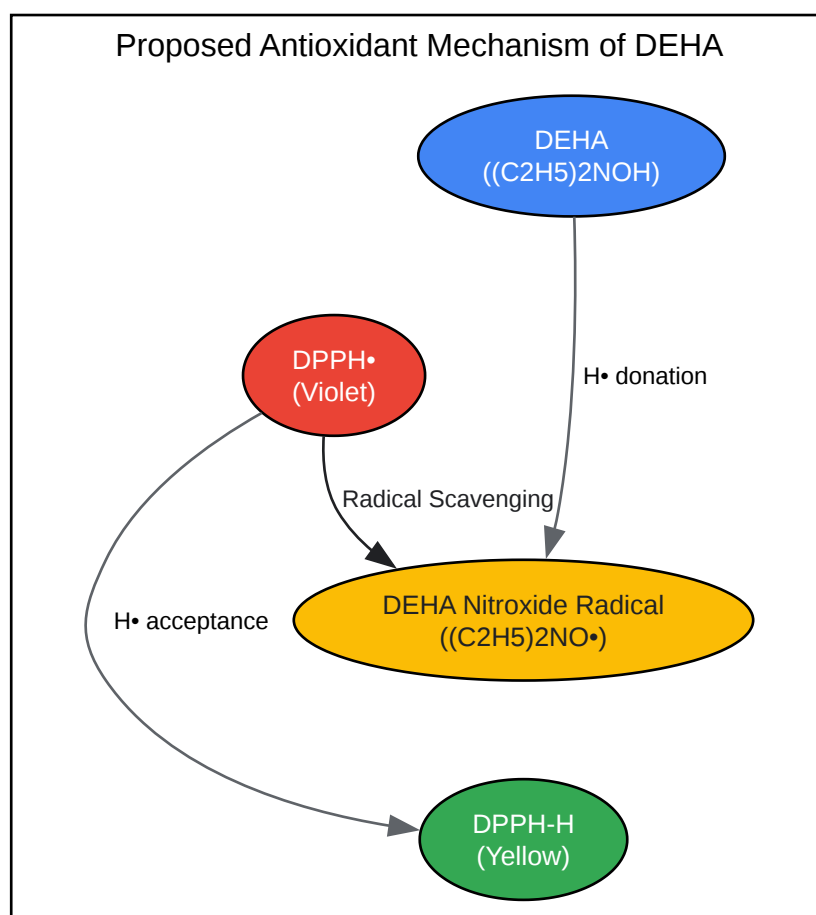 Proposed Antioxidant Mechanism of DEHA
DEHA
((C2H5)2NOH)
DPPH•
(Violet)
H• donation
Radical Scavenging
DEHA Nitroxide Radical
((C2H5)2NO•)
H• acceptance
DPPH-H
(Yellow)